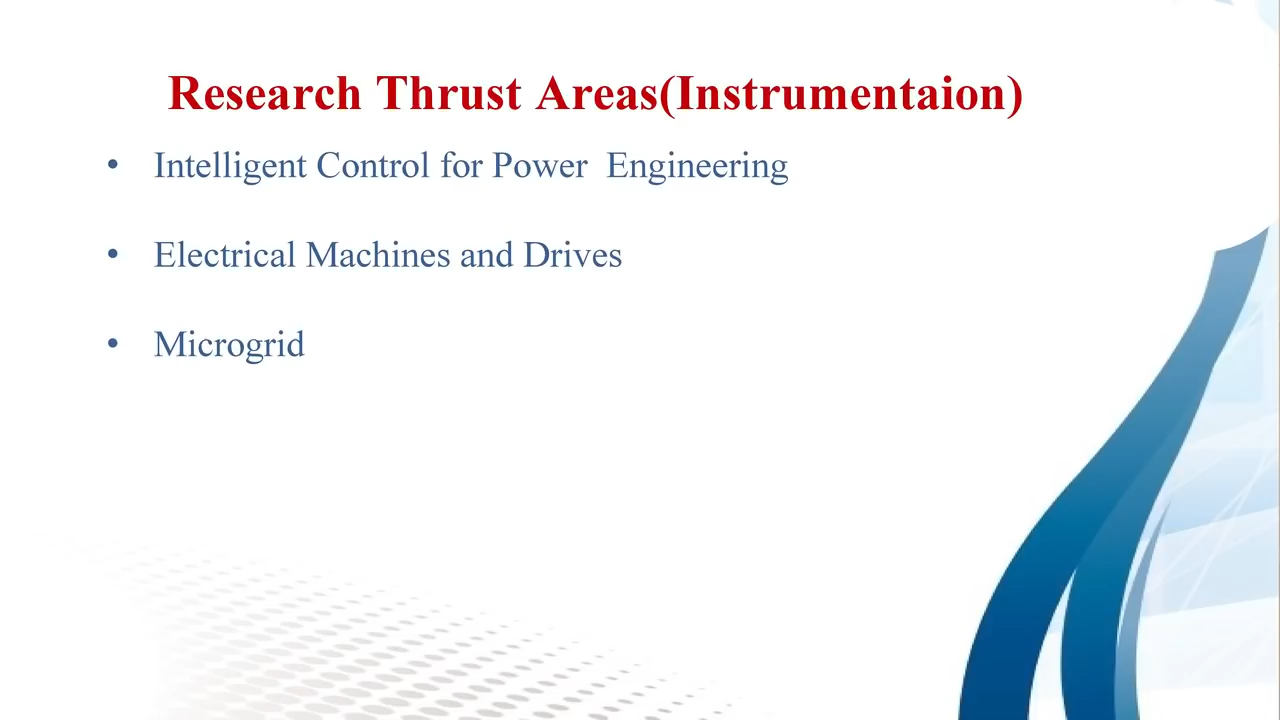 Research Thrust Areas(Instrumentaion)
• Intelligent Control for Power  Engineering
• Electrical Machines and Drives
• Microgrid